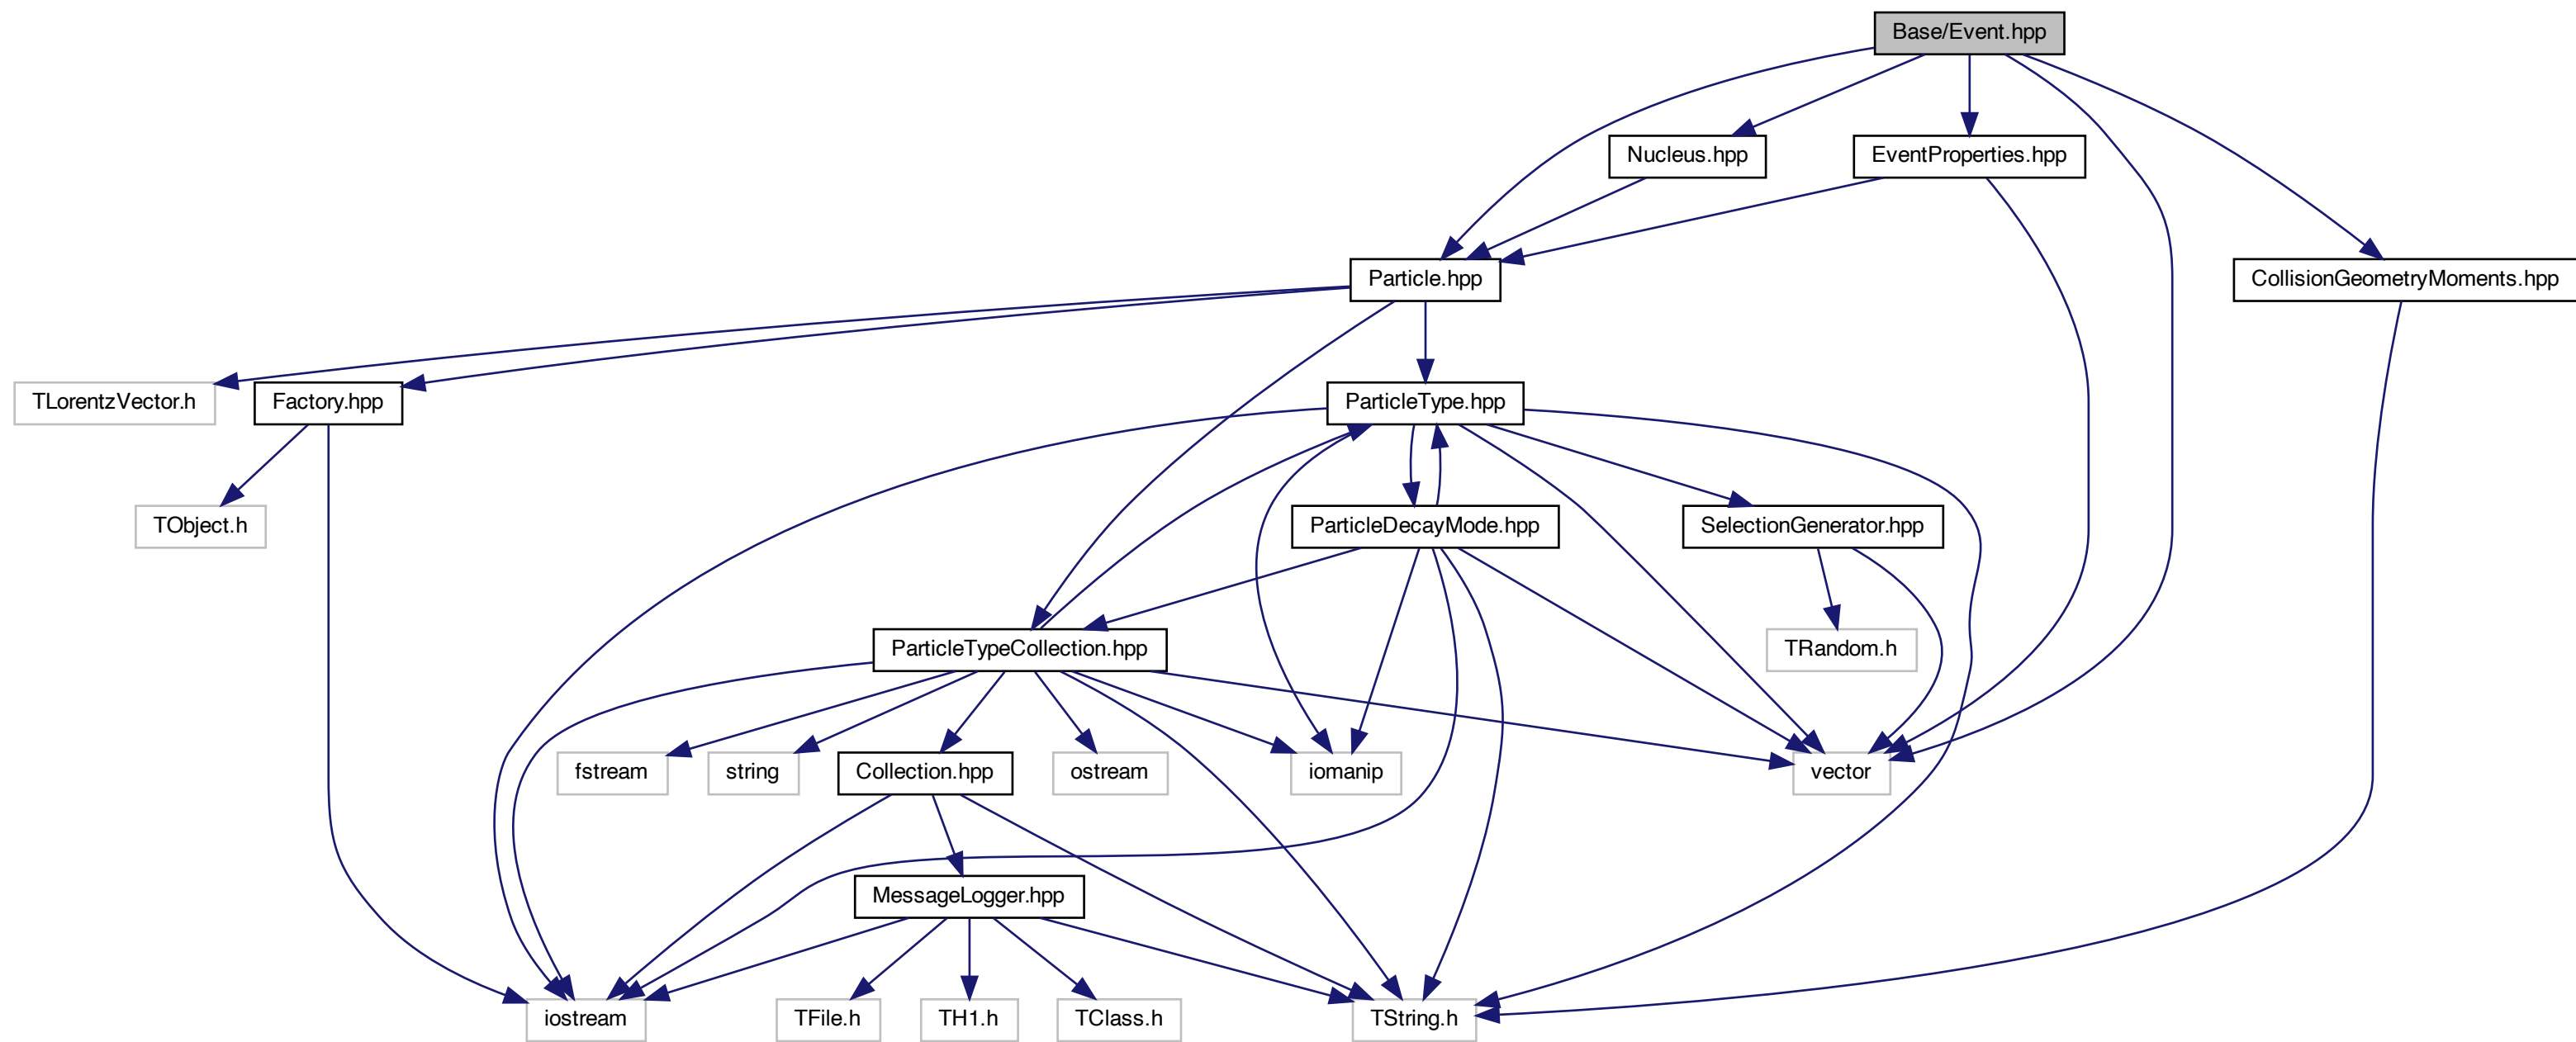 Base/Event.hpp
Nucleus.hpp
EventProperties.hpp
Particle.hpp
CollisionGeometryMoments.hpp
TLorentzVector.h
Factory.hpp
ParticleType.hpp
TObject.h
ParticleDecayMode.hpp
SelectionGenerator.hpp
ParticleTypeCollection.hpp
TRandom.h
fstream
string
Collection.hpp
ostream
iomanip
vector
MessageLogger.hpp
iostream
TFile.h
TH1.h
TClass.h
TString.h